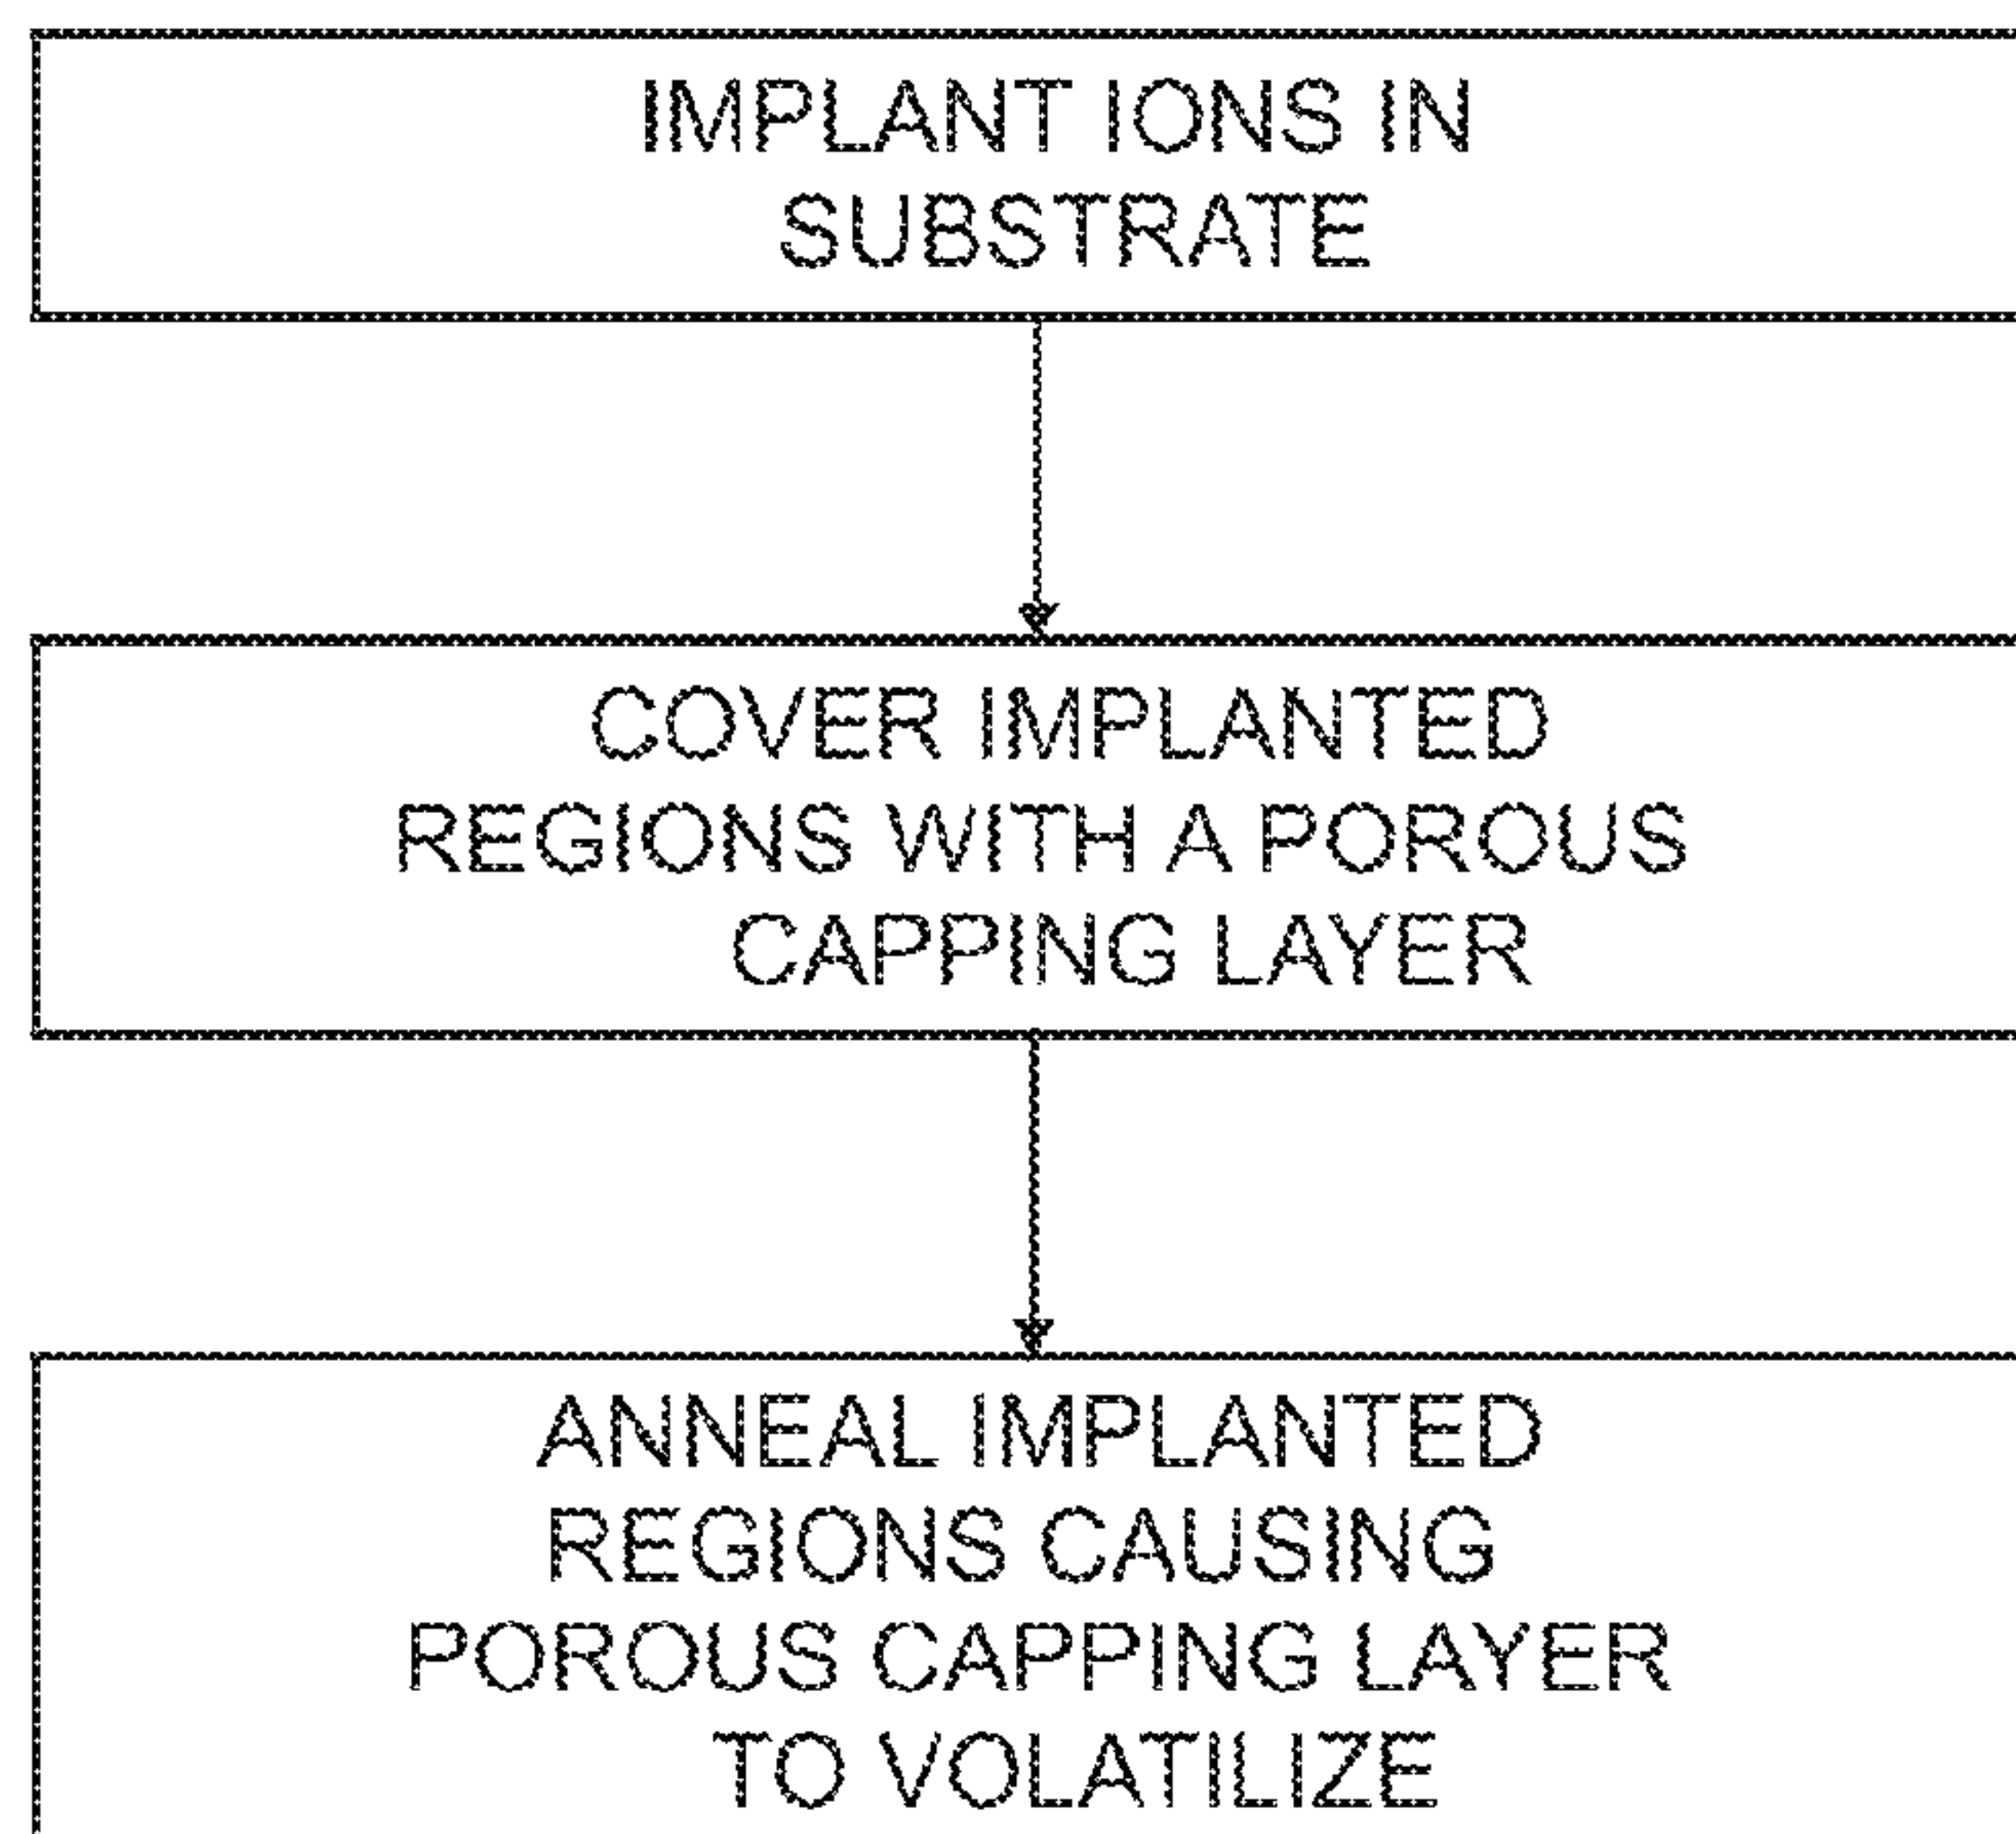 IMPLANT IONS IN
SUBSTRATE
COVER IMPLANTED
REGIONS WITH A POROUS
CAPPING LAYER
ANNEAL IMPLANTED
REGIONS CAUSING
POROUS CAPPING LAYER
TO VOLATILIZE